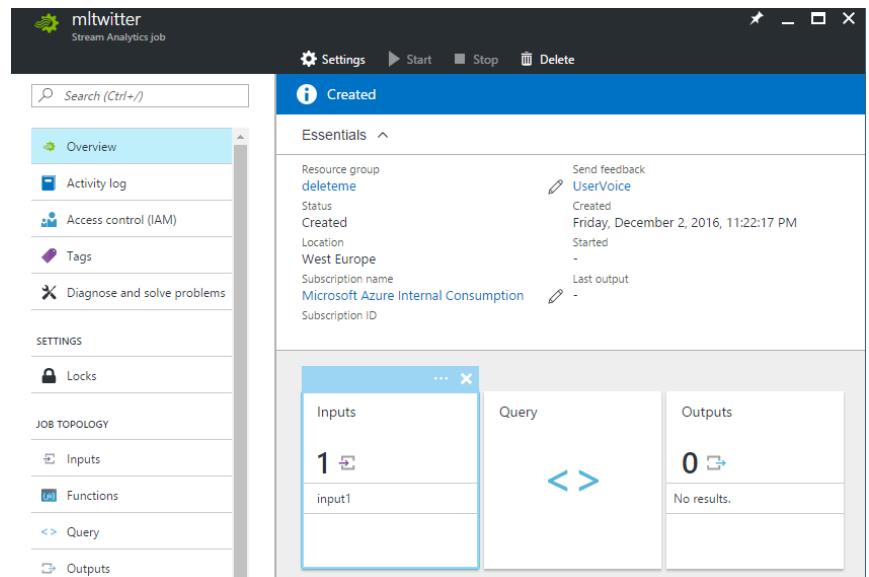 mltwitter
Stream Analytics job
Settings Start Stop Delete
Search (Ctrl+/)
Overview
Activity log
Access control (IAM)
Tags
Diagnose and solve problems
SETTINGS
Locks
JOB TOPOLOGY
Inputs
Functions
<> Query
Outputs
Created
Essentials
Resource group
deleteme
Status
Created
Location
West Europe
Subscription name
Microsoft Azure Internal Consumption
Subscription ID
Send feedback
UserVoice
Created
Friday, December 2, 2016, 11:22:17 PM
Started
-
Last output
-
Inputs
1
input1
Query
< >
Outputs
0
No results.